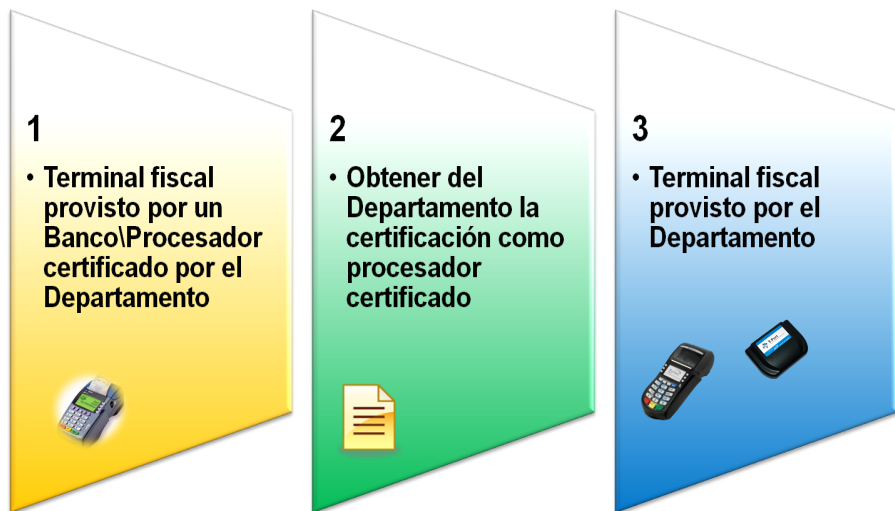 1
• Terminal fiscal
provisto por un
Banco\Procesador
certificado por el
Departamento
2
• Obtener del
Departamento la
certificación como
procesador
certificado
3
• Terminal fiscal
provisto por el
Departamento